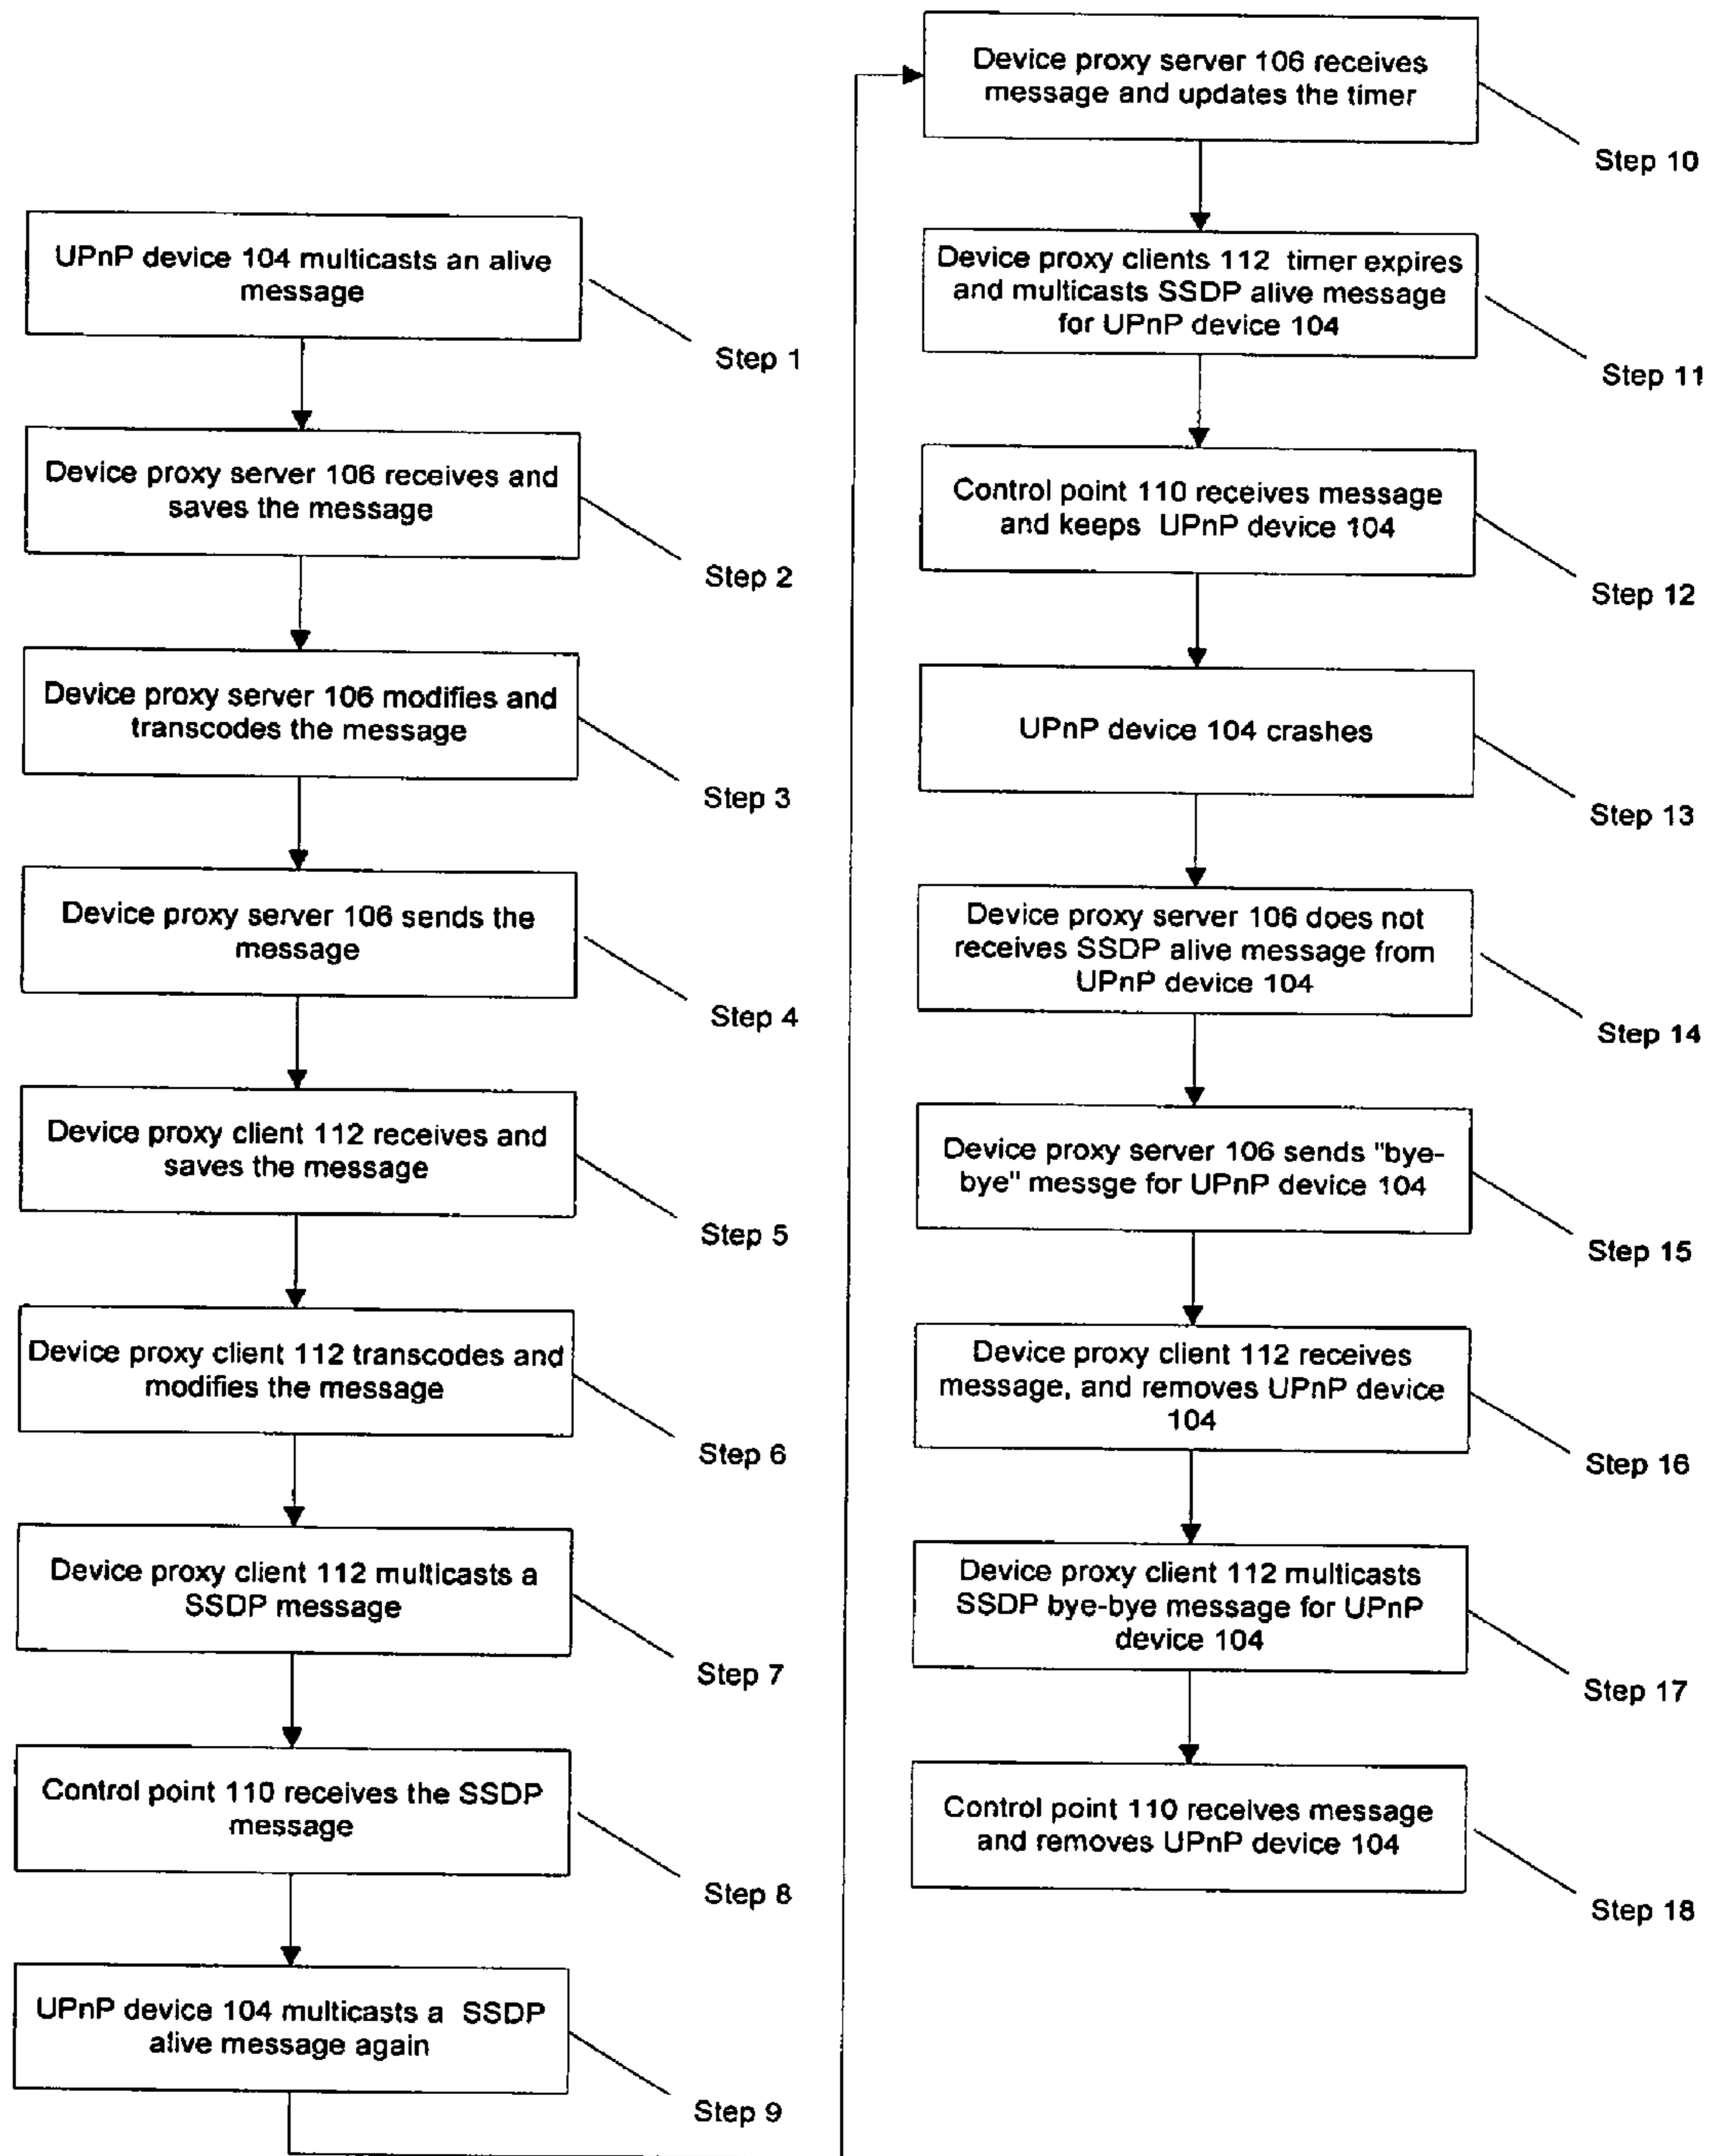 UPnP device 104 multicasts an alive
message
Step 1
Device proxy server 106 receives and
saves the message
Step 2
Device proxy server 106 modifies and
transcodes the message
Step 3
Device proxy server 106 sends the
message
Step 4
Device proxy client 112 receives and
saves the message
Step 5
Device proxy client 112 transcodes and
modifies the message
Step 6
Device proxy client 112 multicasts a
SSDP message
Step 7
Control point 110 receives the SSDP
message
Step 8
UPnP device 104 multicasts a SSDP
alive message again
Step 9
Device proxy server 106 receives
message and updates the timer
Step 10
Device proxy clients 112 timer expires
and multicasts SSDP alive message
for UPnP device 104
Step 11
Control point 110 receives message
and keeps UPnP device 104
Step 12
UPnP device 104 crashes
Step 13
Device proxy server 106 does not
receives SSDP alive message from
UPnP device 104
Step 14
Device proxy server 106 sends "bye-
bye" messge for UPnP device 104
Step 15
Device proxy client 112 receives
message, and removes UPnP device
104
Step 16
Device proxy client 112 multicasts
SSDP bye-bye message for UPnP
device 104
Step 17
Control point 110 receives message
and removes UPnP device 104
Step 18